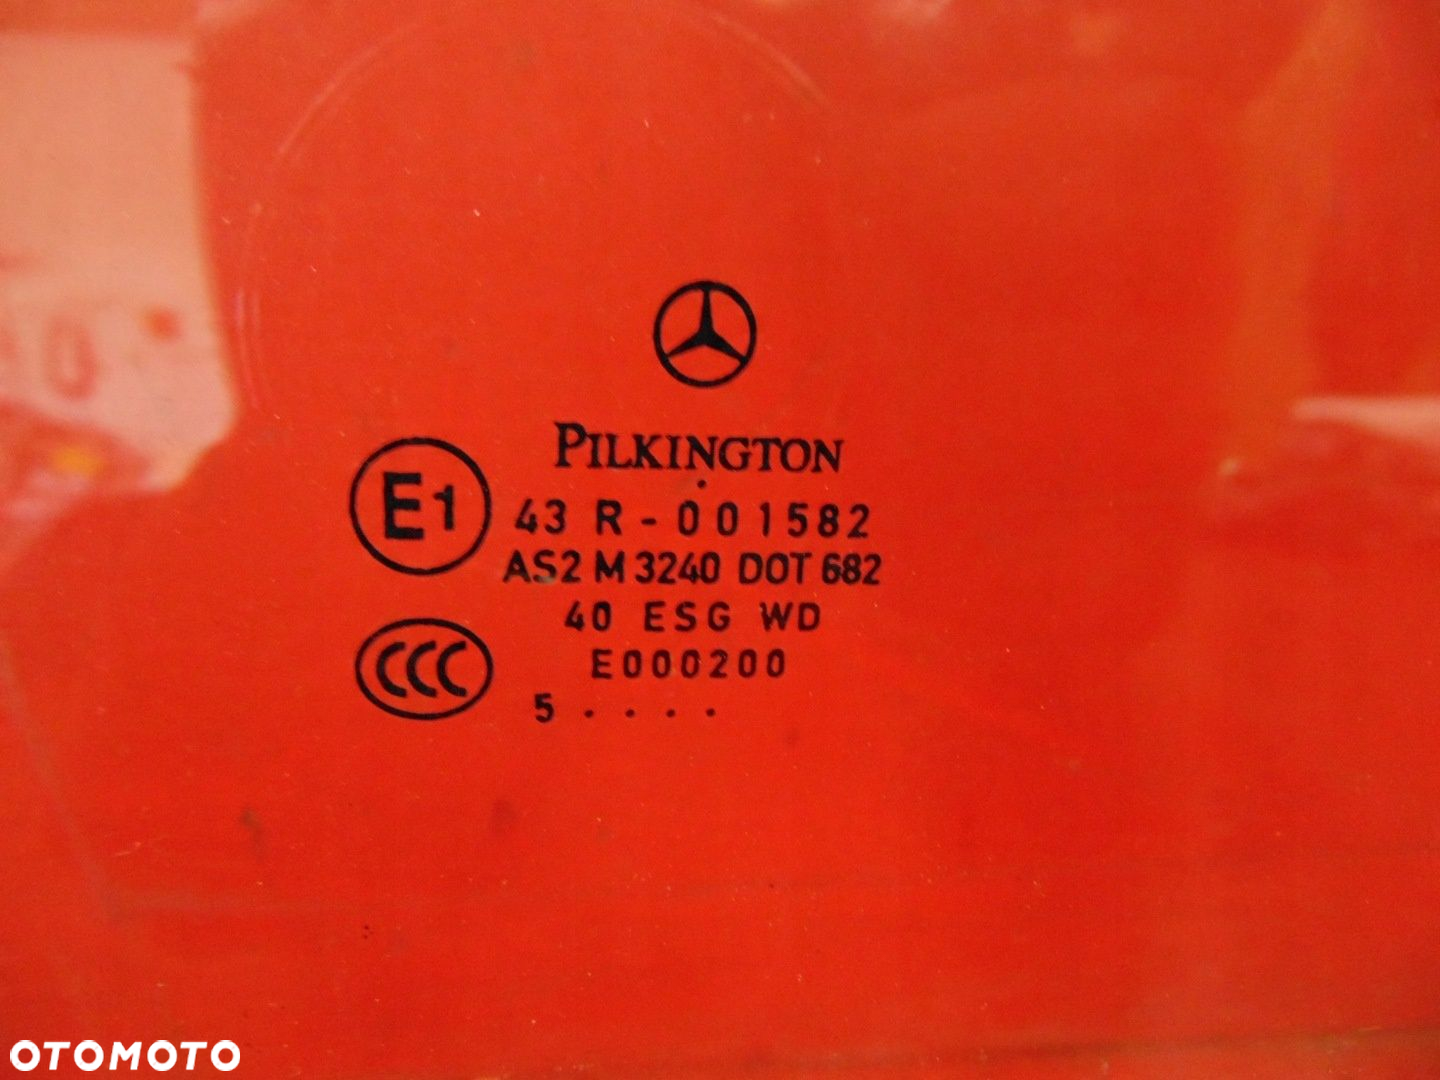 PILKINGTON
E1
43 R - 001582
AS2 M 3240 DOT 682
40 ESG WD
E000200
CCC
5 . . . .
OTOMOTO